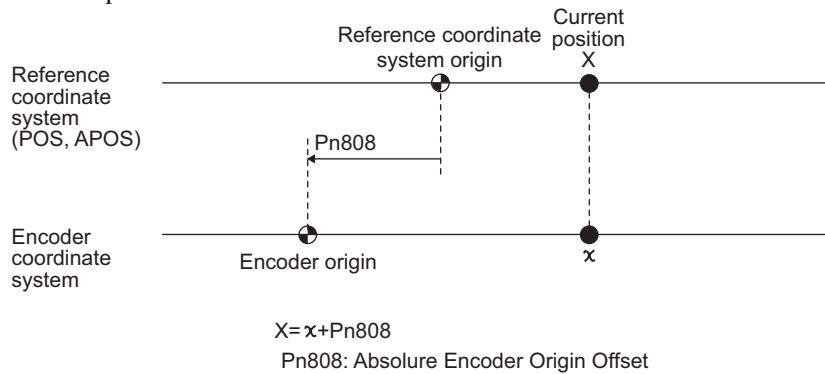 Current
position
X
Reference coordinate
system origin
Reference
coordinate
system
(POS, APOS)
Pn808
Encoder
coordinate
system
Encoder origin
x
X=x+Pn808
Pn808: Absolure Encoder Origin Offset